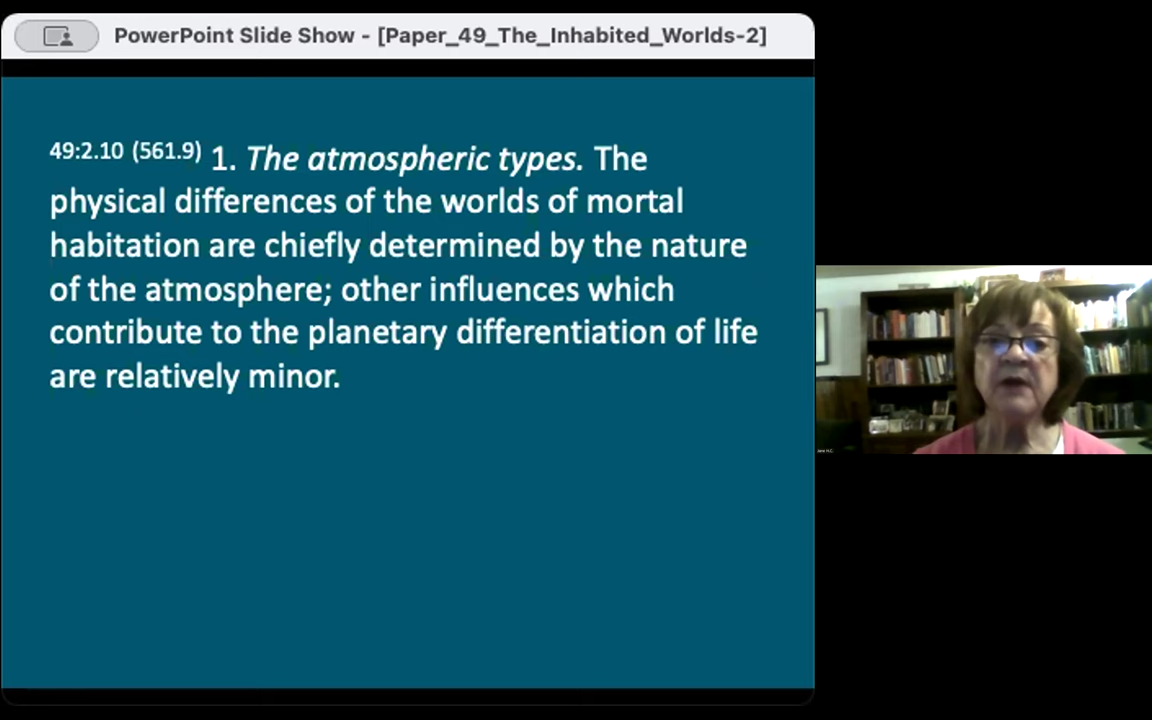 PowerPoint Slide Show - [Paper_49_The_Inhabited_Worlds-2]
49:2.10 (561.9) 1. The atmospheric types. The
physical differences of the worlds of mortal
habitation are chiefly determined by the nature
of the atmosphere; other influences which
contribute to the planetary differentiation of life
are relatively minor.